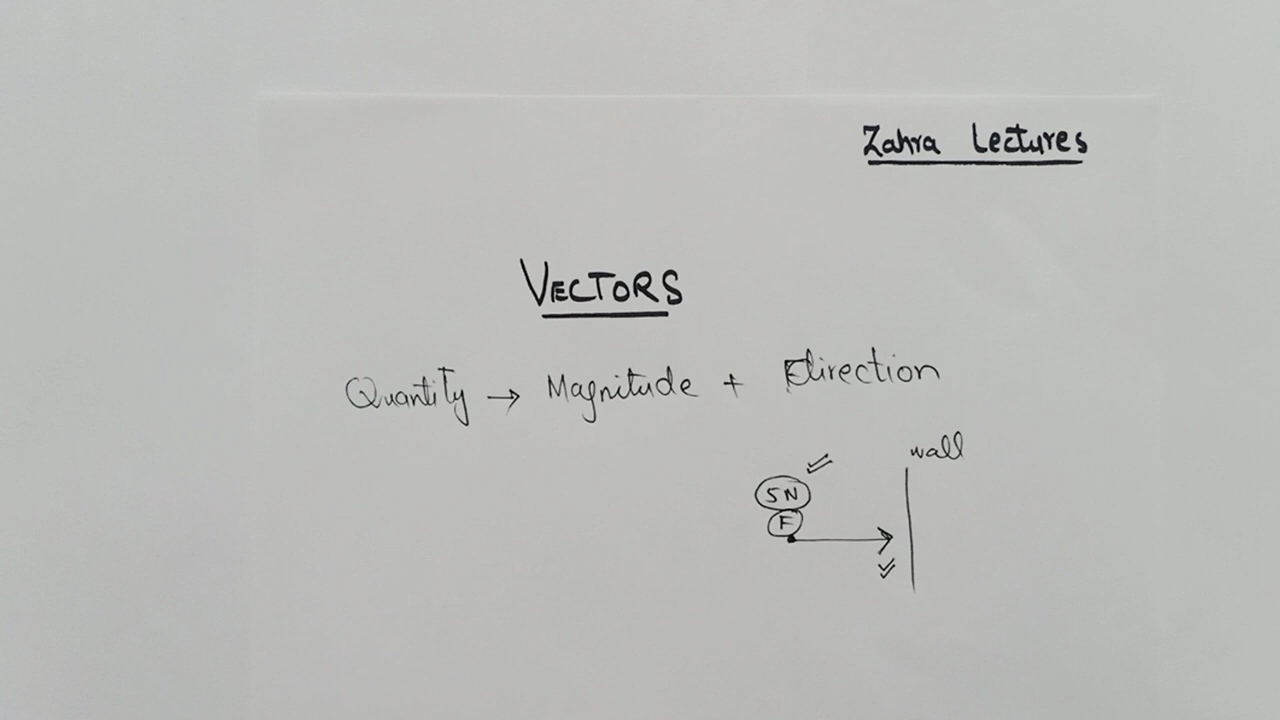 Zahra Lectures
VECTORS
Quantity → Magnitude + Direction
wall
5N
F